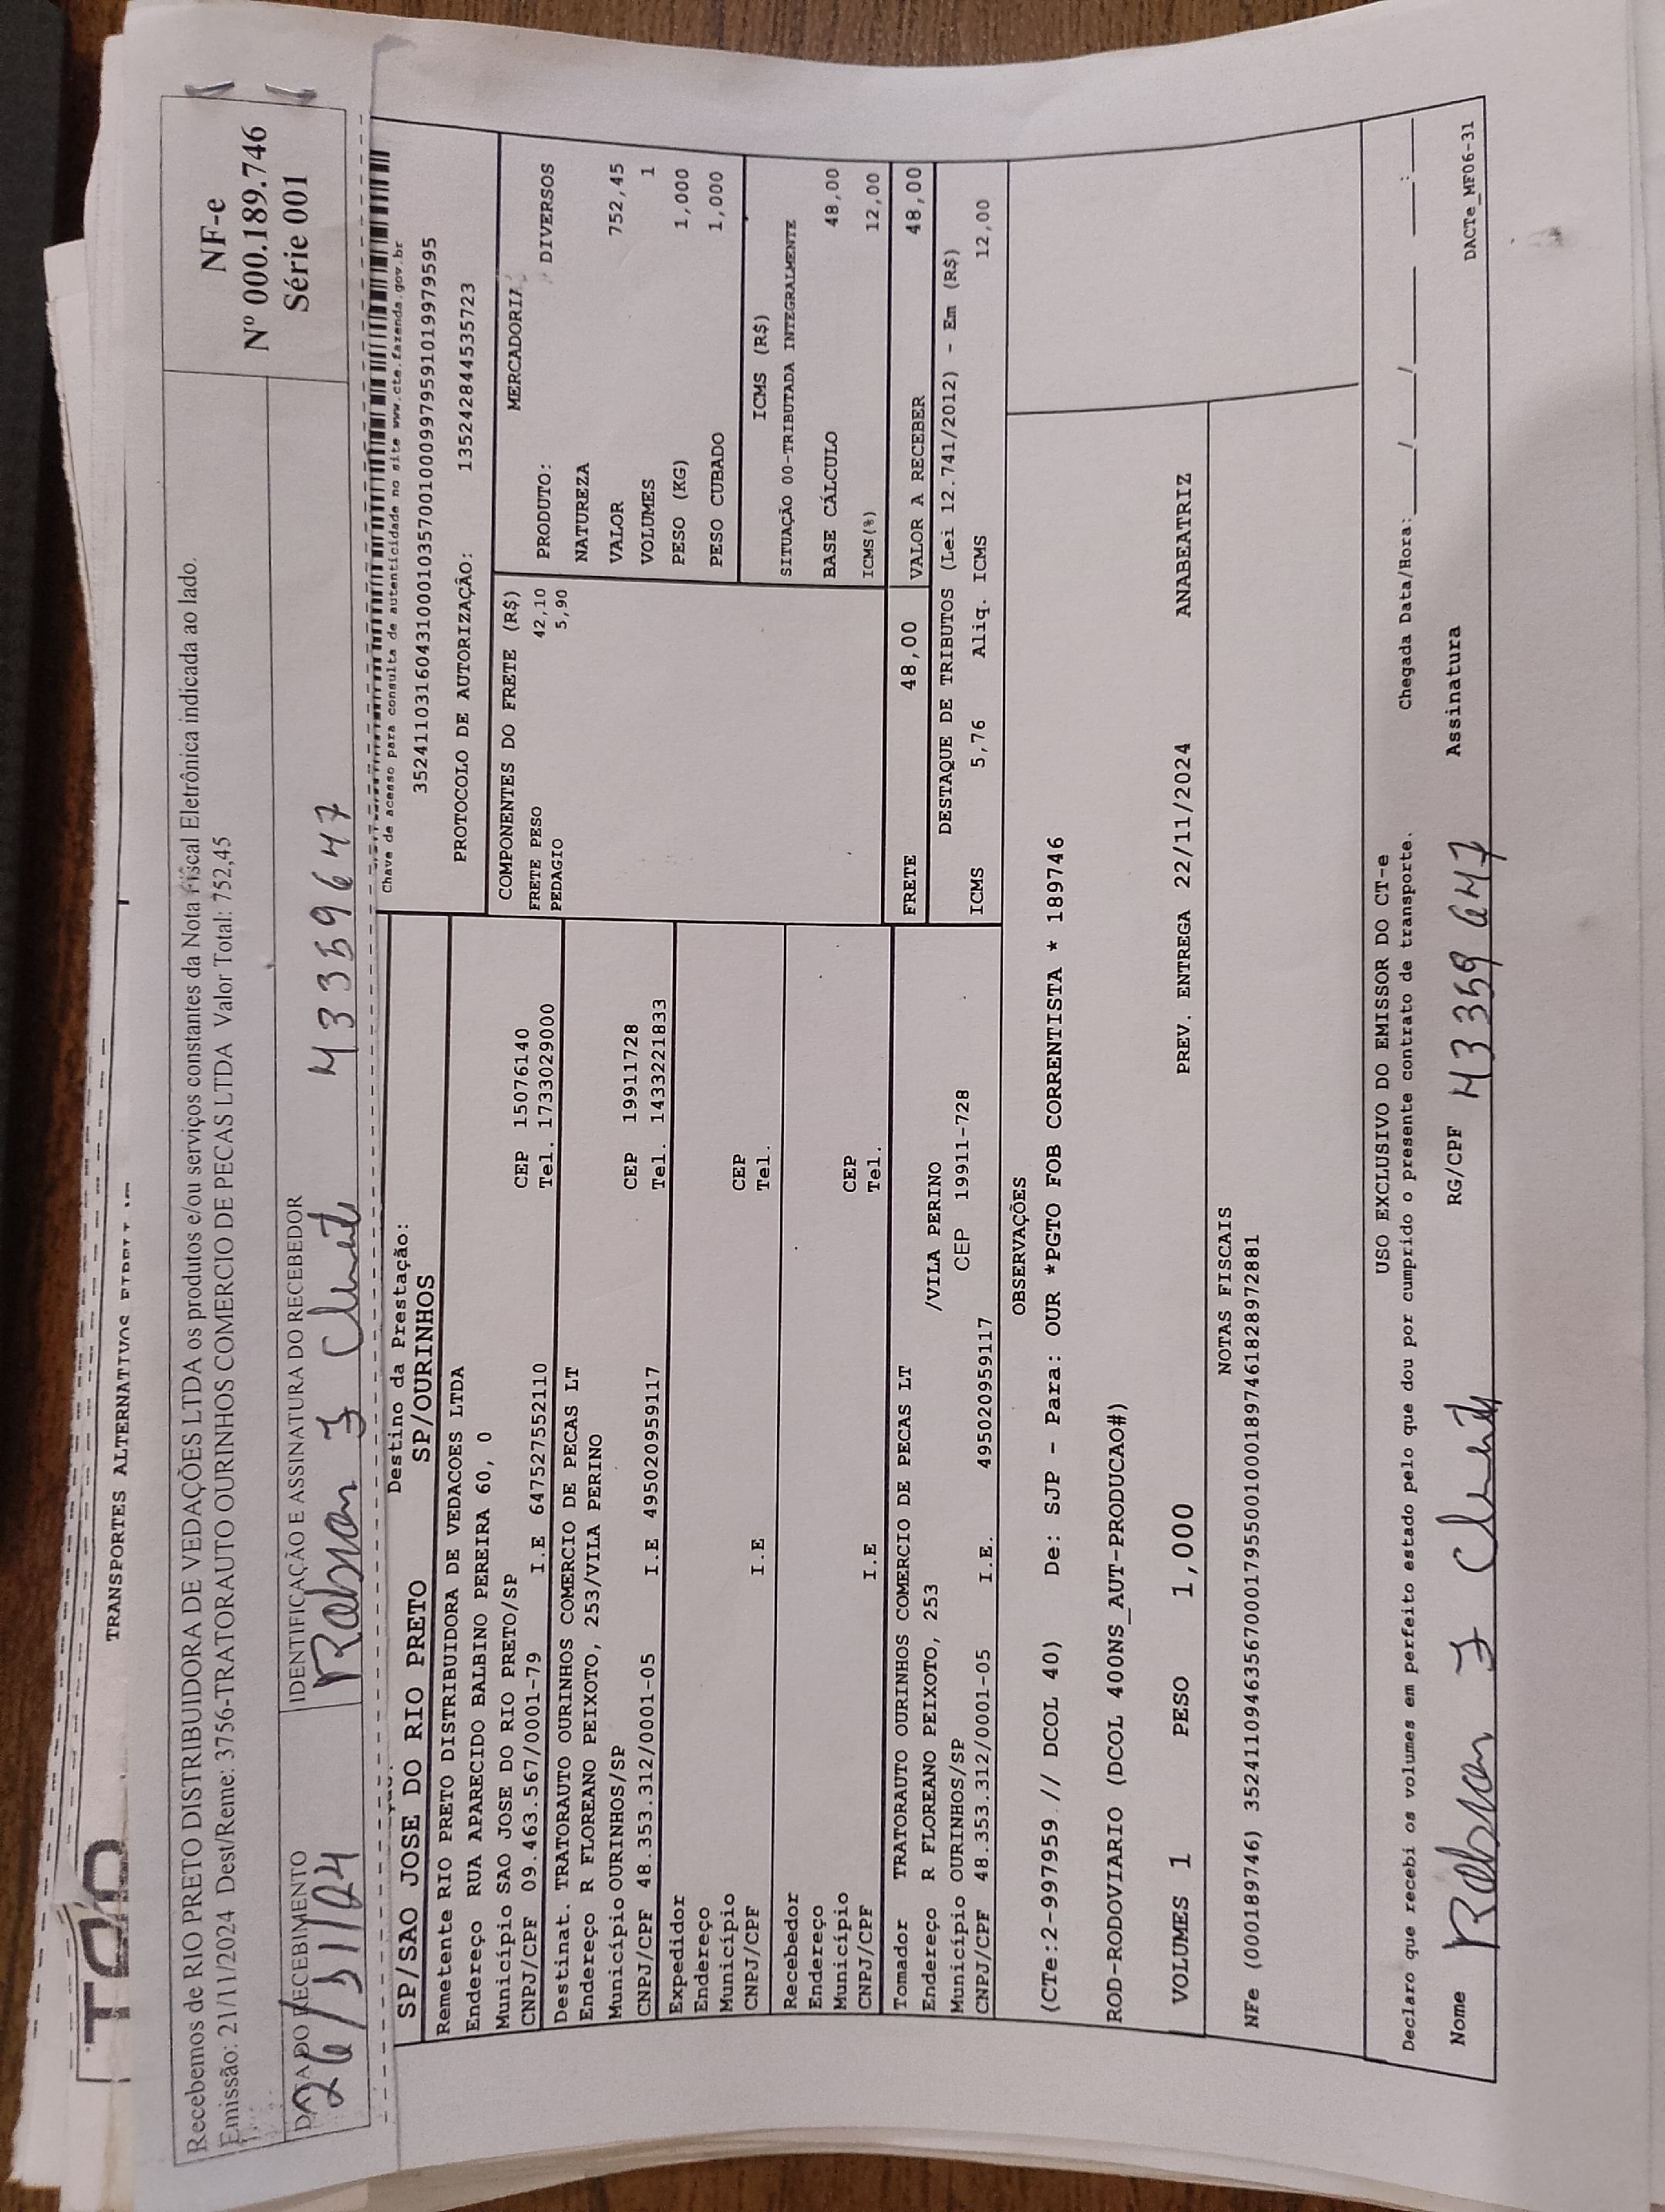 TRANSPORTES ALTERNATIVOS
Recebemos de RIO PRETO DISTRIBUIDORA DE VEDAÇÕES LTDA os produtos e/ou serviços constantes da Nota Fiscal Eletrônica indicada ao lado.
Emissão: 21/11/2024 Dest/Reme: 3756-TRATORAUTO OURINHOS COMERCIO DE PECAS LTDA Valor Total: 752,45
NF-e
Nº 000.189.746
Série 001
DATA DO RECEBIMENTO
26/11/24
IDENTIFICAÇÃO E ASSINATURA DO RECEBEDOR
Robson J Clement 43359647
Chave de acesso para consulta de autenticidade no site www.cte.fazenda.gov.br
35241103160431000103570010009979591019979595
PROTOCOLO DE AUTORIZAÇÃO: 135242844535723
Destino da Prestação:
SP/SAO JOSE DO RIO PRETO SP/OURINHOS
Remetente RIO PRETO DISTRIBUIDORA DE VEDACOES LTDA
Endereço RUA APARECIDO BALBINO PEREIRA 60, 0
Município SAO JOSE DO RIO PRETO/SP CEP 15076140
CNPJ/CPF 09.463.567/0001-79 I.E 647527552110 Tel. 1733029000
Destinat. TRATORAUTO OURINHOS COMERCIO DE PECAS LT
Endereço R FLOREANO PEIXOTO, 253/VILA PERINO
Município OURINHOS/SP CEP 19911728
CNPJ/CPF 48.353.312/0001-05 I.E 495020959117 Tel. 1433221833
Expedidor
Endereço
Município CEP
CNPJ/CPF I.E Tel.
Recebedor
Endereço
Município CEP
CNPJ/CPF I.E Tel.
Tomador TRATORAUTO OURINHOS COMERCIO DE PECAS LT
Endereço R FLOREANO PEIXOTO, 253 /VILA PERINO
Município OURINHOS/SP CEP 19911-728
CNPJ/CPF 48.353.312/0001-05 I.E. 495020959117
COMPONENTES DO FRETE (R$)
FRETE PESO 42,10
PEDAGIO 5,90
MERCADORIA
PRODUTO: DIVERSOS
NATUREZA
VALOR 752,45
VOLUMES 1
PESO (KG) 1,000
PESO CUBADO 1,000
ICMS (R$)
SITUAÇÃO 00-TRIBUTADA INTEGRALMENTE
BASE CÁLCULO 48,00
ICMS(%) 12,00
FRETE 48,00 VALOR A RECEBER 48,00
DESTAQUE DE TRIBUTOS (Lei 12.741/2012) - Em (R$)
ICMS 5,76 Aliq. ICMS 12,00
OBSERVAÇÕES
(CTe:2-997959 // DCOL 40) De: SJP - Para: OUR *PGTO FOB CORRENTISTA * 189746
ROD-RODOVIARIO (DCOL 400NS_AUT-PRODUCAO#)
VOLUMES 1 PESO 1,000 PREV. ENTREGA 22/11/2024 ANABEATRIZ
NOTAS FISCAIS
NFe (000189746) 35241109463567000179550010001897461828972881
USO EXCLUSIVO DO EMISSOR DO CT-e
Declaro que recebi os volumes em perfeito estado pelo que dou por cumprido o presente contrato de transporte. Chegada Data/Hora:____/____/____ ___:___
Nome Robson J Clement RG/CPF 43359647 Assinatura
DACTe_MF06-31